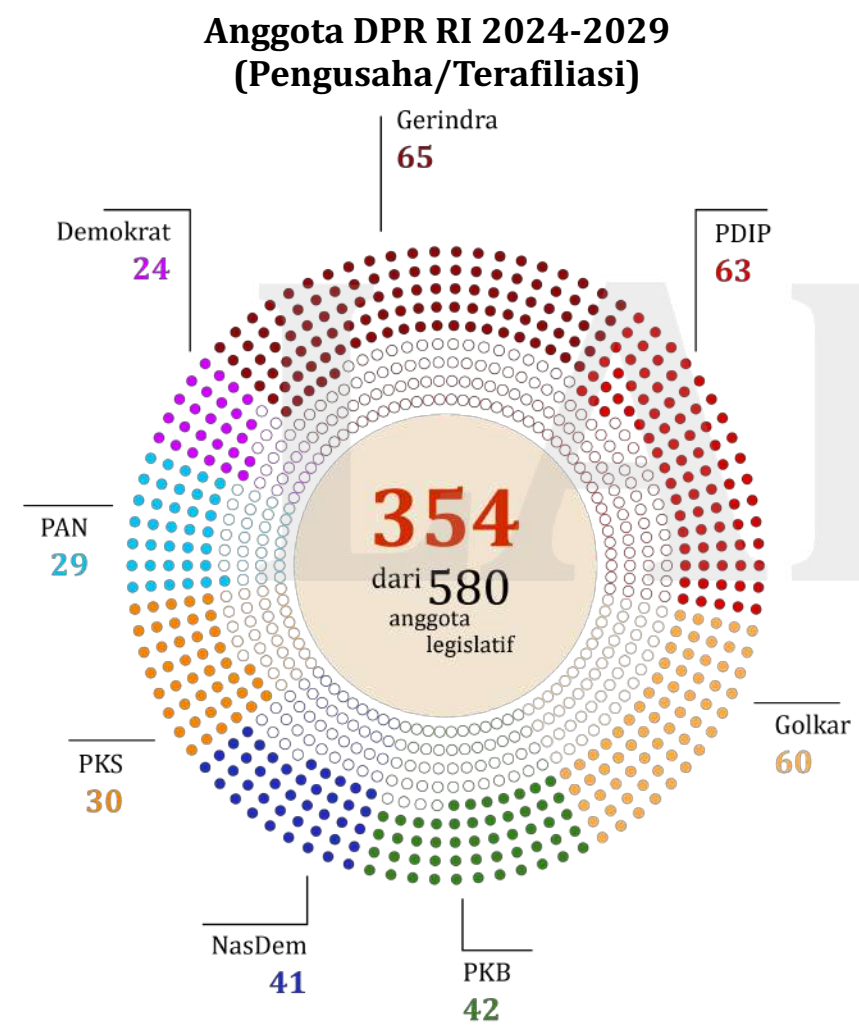 Anggota DPR RI 2024-2029
(Pengusaha/Terafiliasi)
Gerindra
65
Demokrat
24
PDIP
63
PAN
29
354
dari 580
anggota
legislatif
Golkar
60
PKS
30
NasDem
41
PKB
42